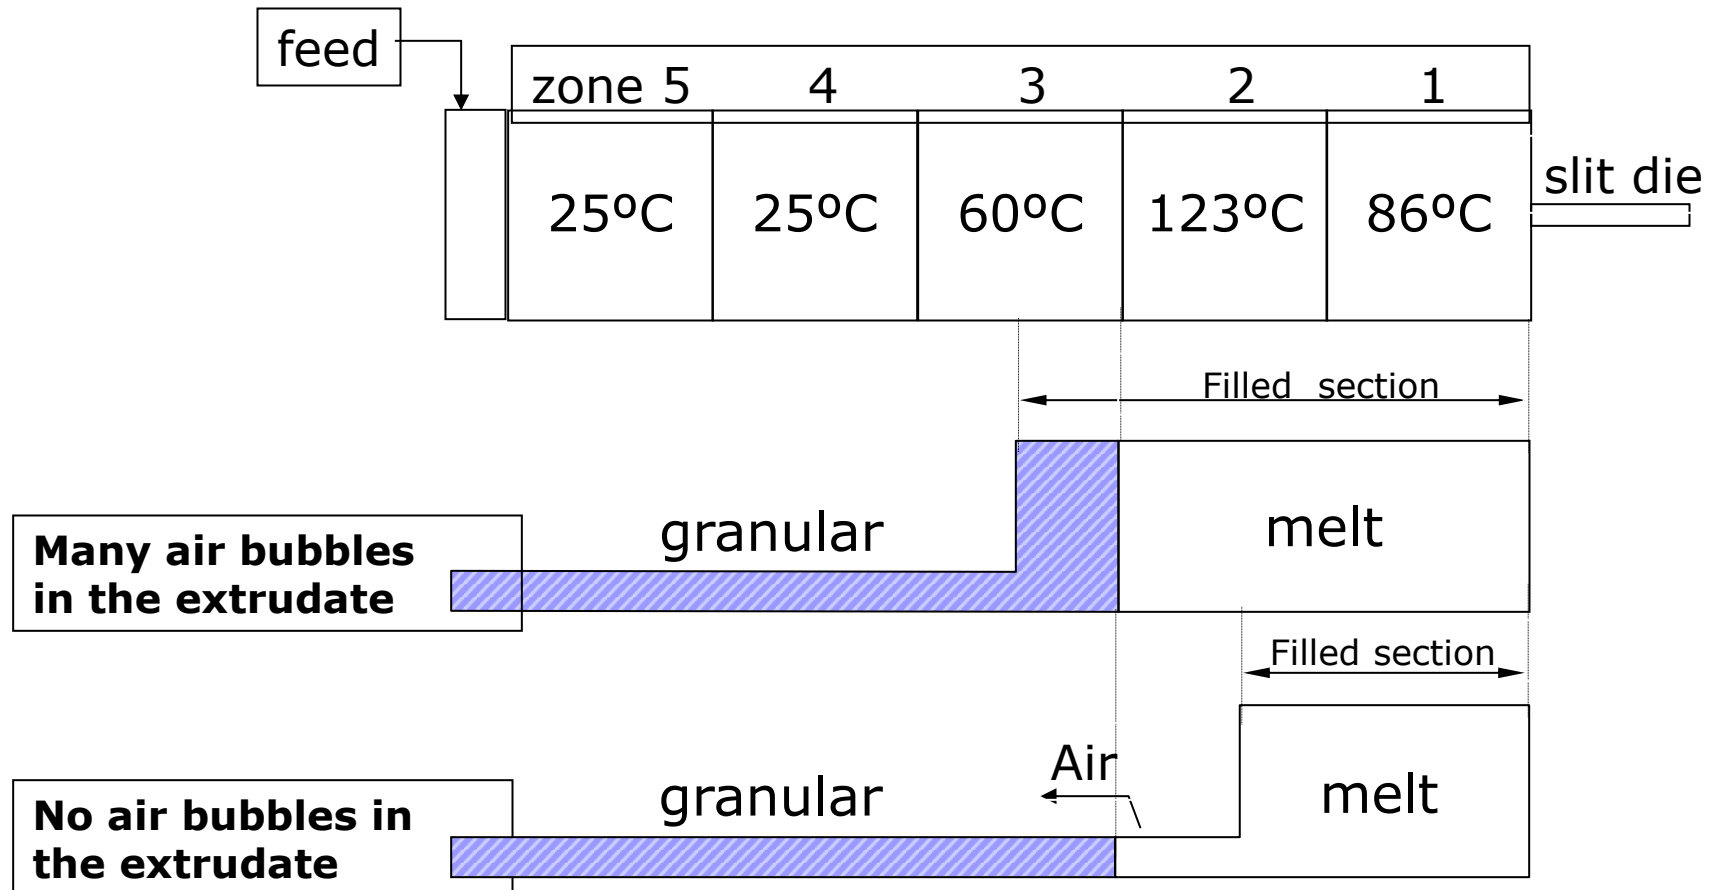 feed
zone 5 4 3 2 1
25ºC 25ºC 60ºC 123ºC 86ºC
slit die
Filled section
granular
melt
Many air bubbles
in the extrudate
Filled section
Air
granular
melt
No air bubbles in
the extrudate